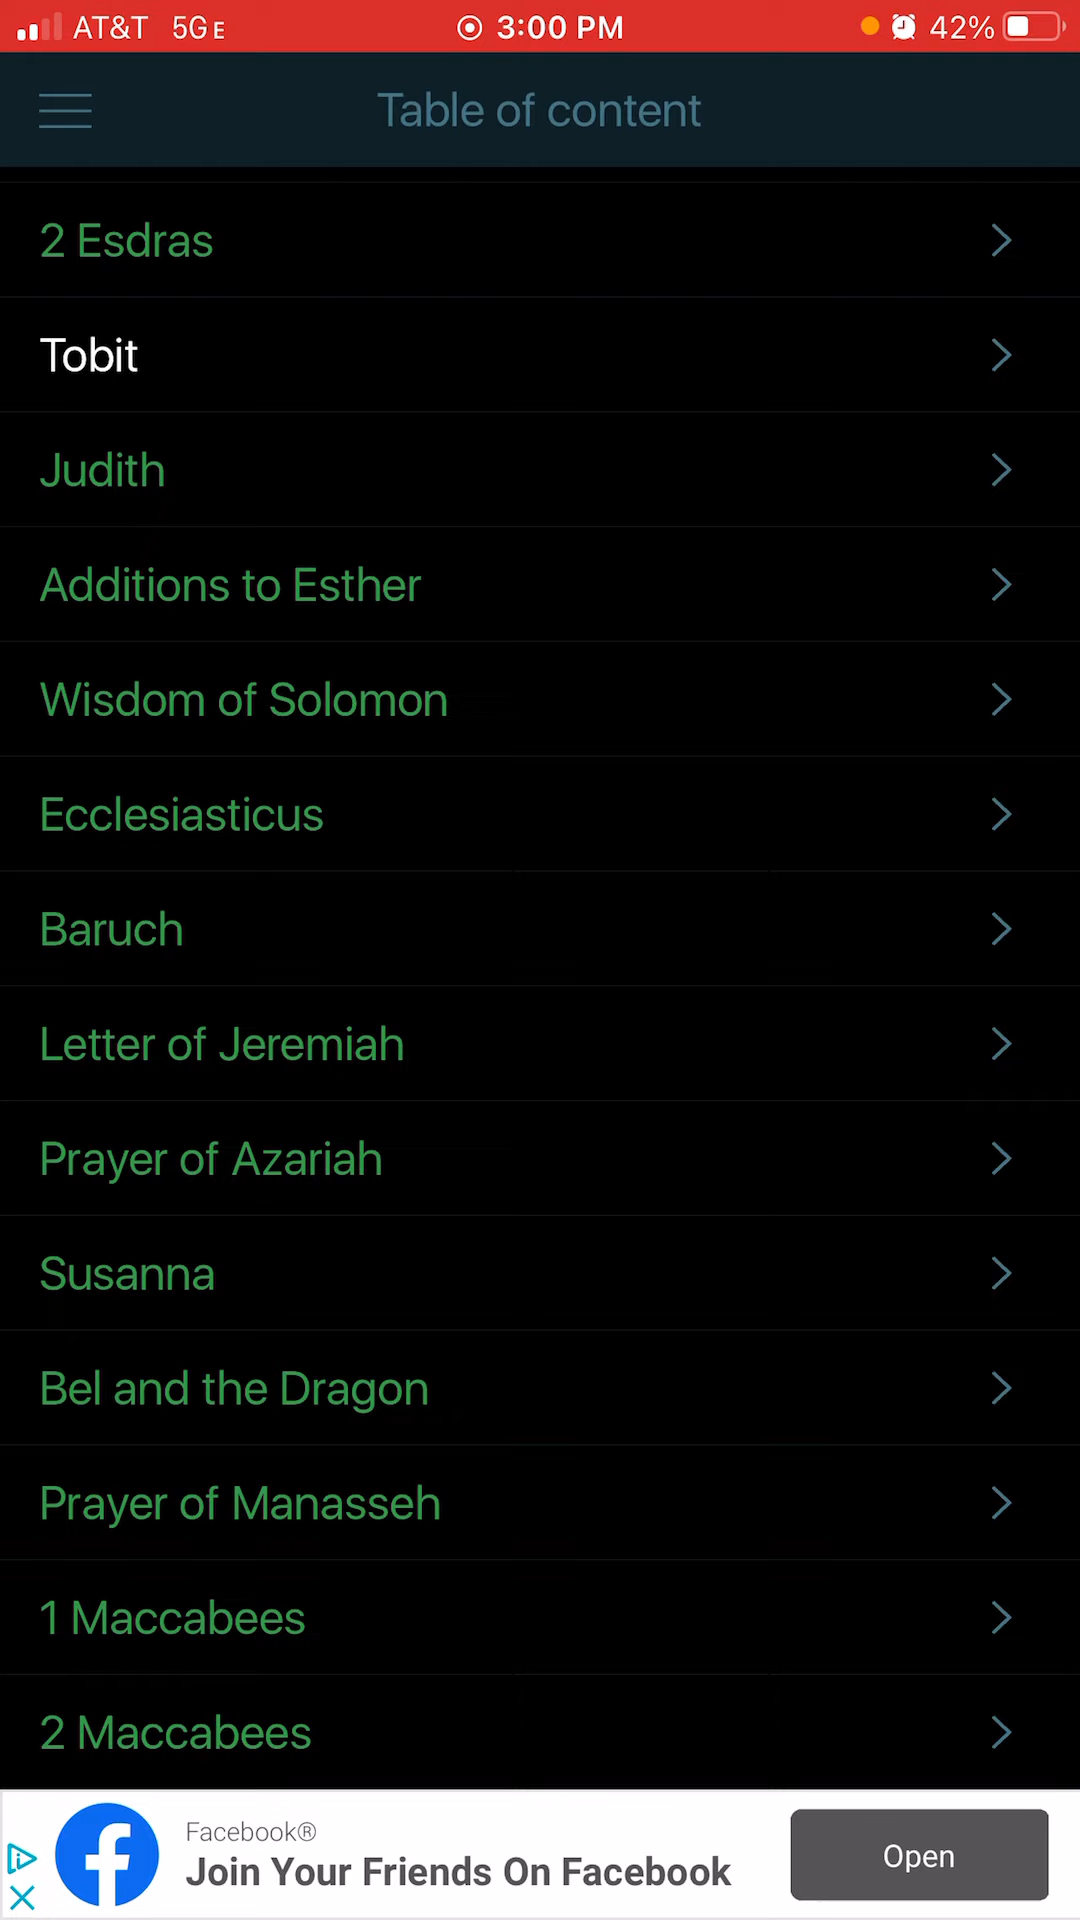 AT&T 5GE 3:00 PM 42%
Table of content
2 Esdras
Tobit
Judith
Additions to Esther
Wisdom of Solomon
Ecclesiasticus
Baruch
Letter of Jeremiah
Prayer of Azariah
Susanna
Bel and the Dragon
Prayer of Manasseh
1 Maccabees
2 Maccabees
Facebook®
Join Your Friends On Facebook
Open